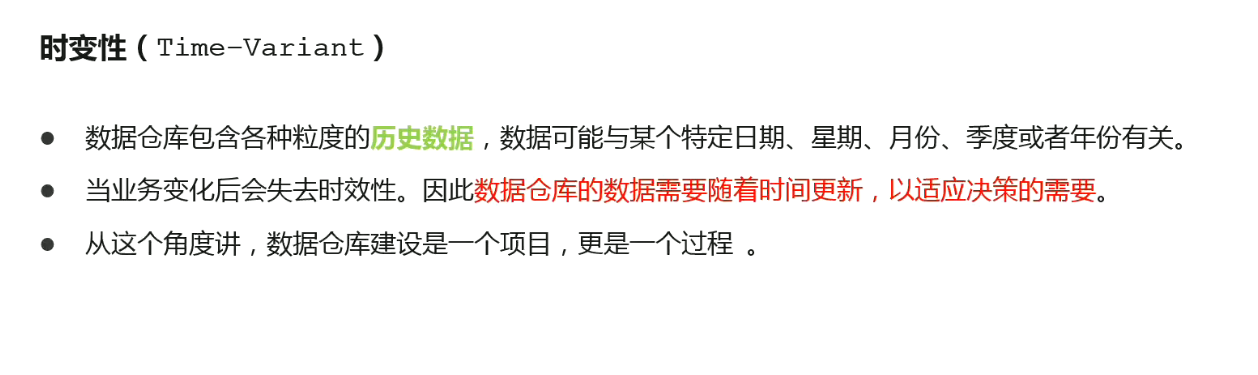 时变性（Time-Variant）
● 数据仓库包含各种粒度的历史数据，数据可能与某个特定日期、星期、月份、季度或者年份有关。
● 当业务变化后会失去时效性。因此数据仓库的数据需要随着时间更新，以适应决策的需要。
● 从这个角度讲，数据仓库建设是一个项目，更是一个过程 。